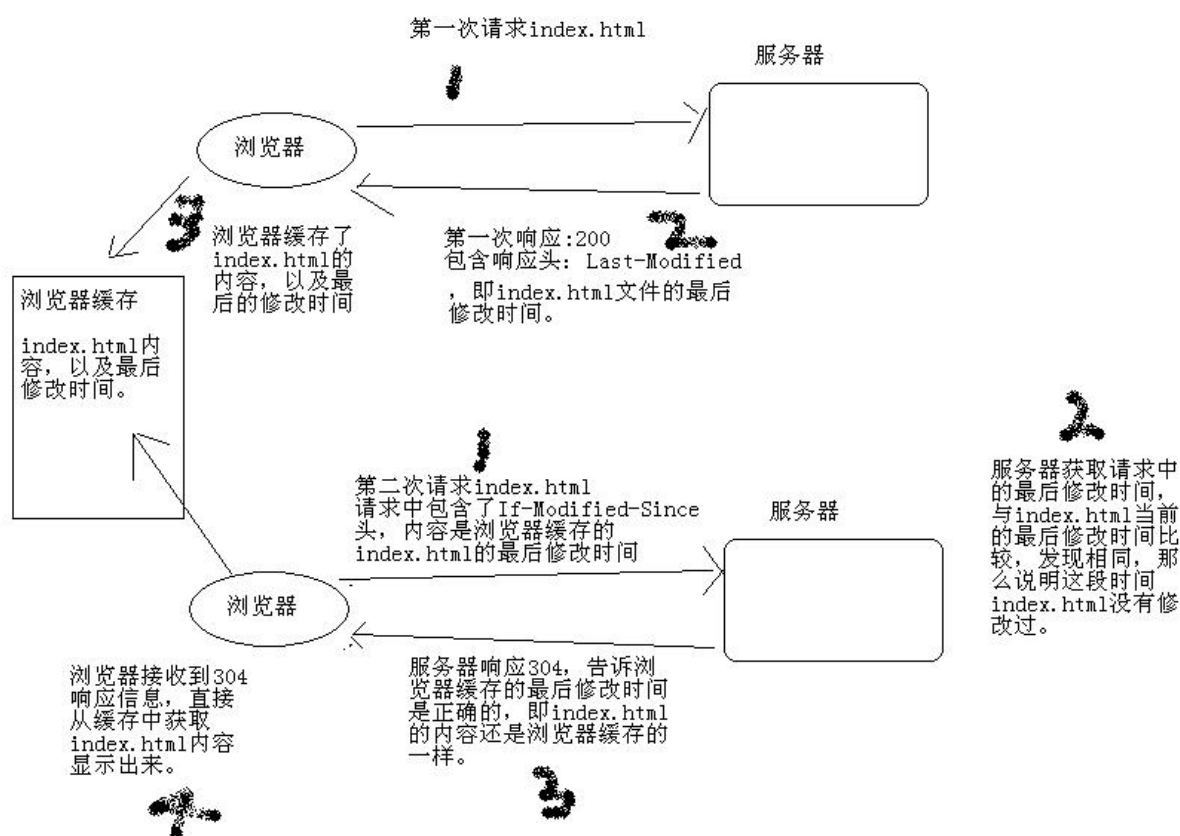 第一次请求index.html
1
服务器
浏览器
3
浏览器缓存了
index.html的
内容，以及最
后的修改时间
2
第一次响应:200
包含响应头：Last-Modified
，即index.html文件的最后
修改时间。
浏览器缓存
index.html内
容，以及最后
修改时间。
1
第二次请求index.html
请求中包含了If-Modified-Since
头，内容是浏览器缓存的
index.html的最后修改时间
服务器
2
服务器获取请求中
的最后修改时间，
与index.html当前
的最后修改时间比
较，发现相同，那
么说明这段时间
index.html没有修
改过。
浏览器
服务器响应304，告诉浏
览器缓存的最后修改时间
是正确的，即index.html
的内容还是浏览器缓存的
一样。
3
浏览器接收到304
响应信息，直接
从缓存中获取
index.html内容
显示出来。
4